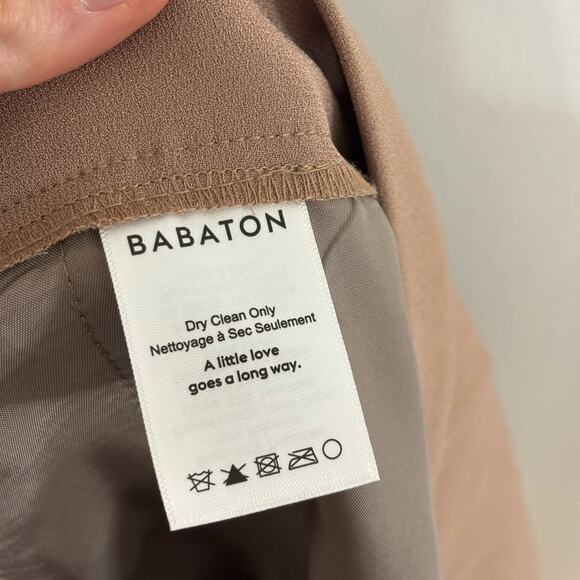 BABATON
Dry Clean Only
Nettoyage à Sec Seulement
A little love
goes a long way.